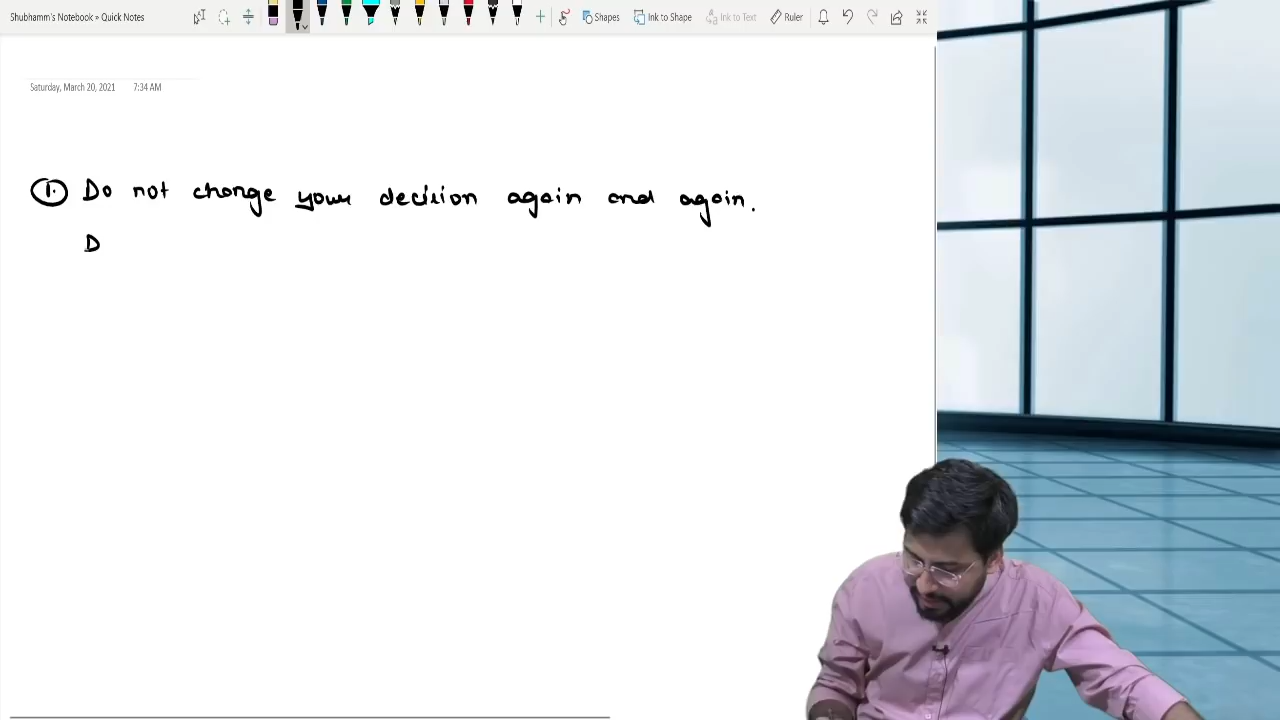 Shubhamm's Notebook » Quick Notes
Shapes
Ink to Shape
Ink to Text
Ruler
Saturday, March 20, 2021 7:34 AM
1. Do not change your decision again and again.
D